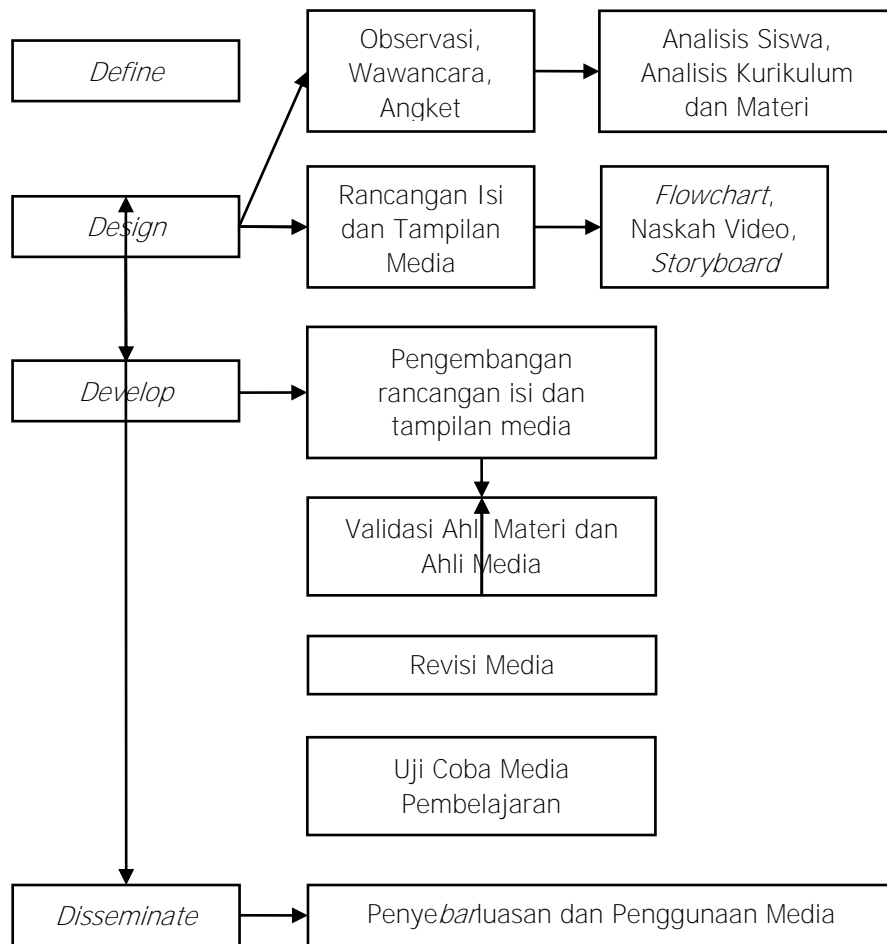 Define
Observasi,
Wawancara,
Angket
Analisis Siswa,
Analisis Kurikulum
dan Materi
Design
Rancangan Isi
dan Tampilan
Media
Flowchart,
Naskah Video,
Storyboard
Develop
Pengembangan
rancangan isi dan
tampilan media
Validasi Ahli Materi dan
Ahli Media
Revisi Media
Uji Coba Media
Pembelajaran
Disseminate
Penyebarluasan dan Penggunaan Media